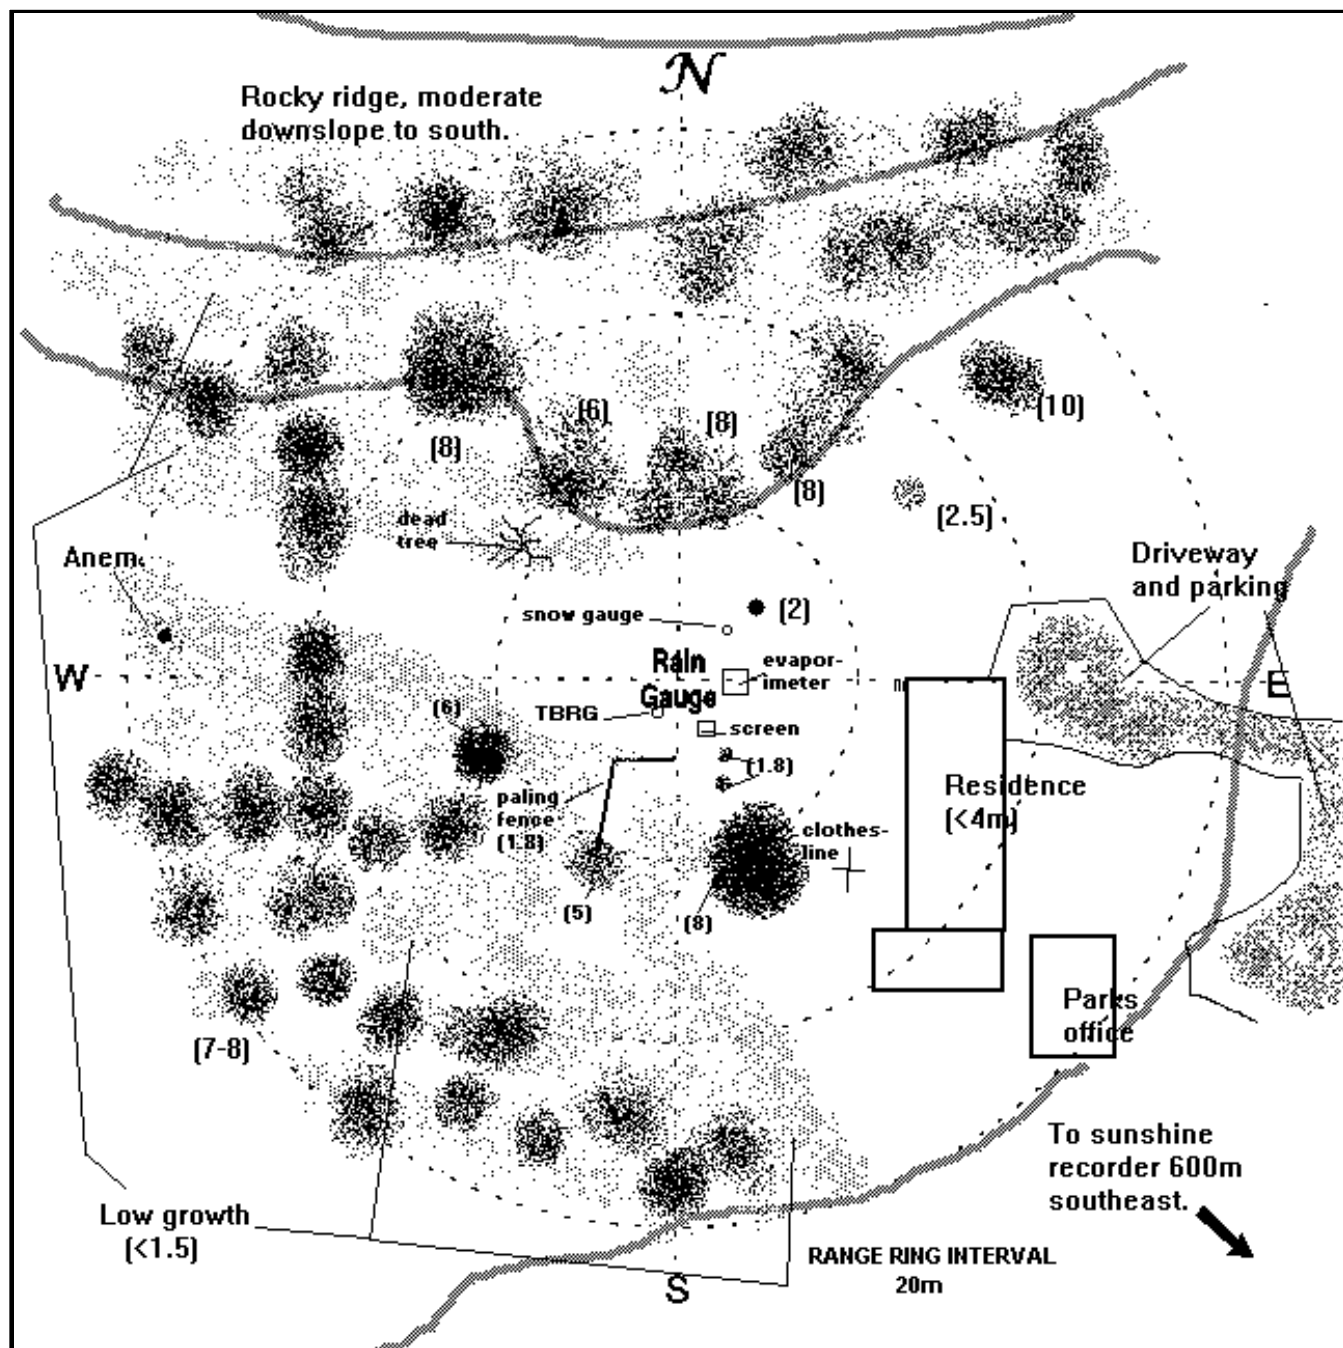 N
Rocky ridge, moderate
downslope to south.
(10)
(6)
(8)
(8)
(8)
(2.5)
dead
tree
Anem.
Driveway
and parking
snow gauge
(2)
W
Rain
Gauge
evapor-
imeter
E
TBRG
(6)
screen
(1.8)
Residence
(<4m)
paling
fence
(1.8)
clothes-
line
(5)
(8)
Parks
office
(7-8)
To sunshine
recorder 600m
southeast.
Low growth
(<1.5)
RANGE RING INTERVAL
20m
S